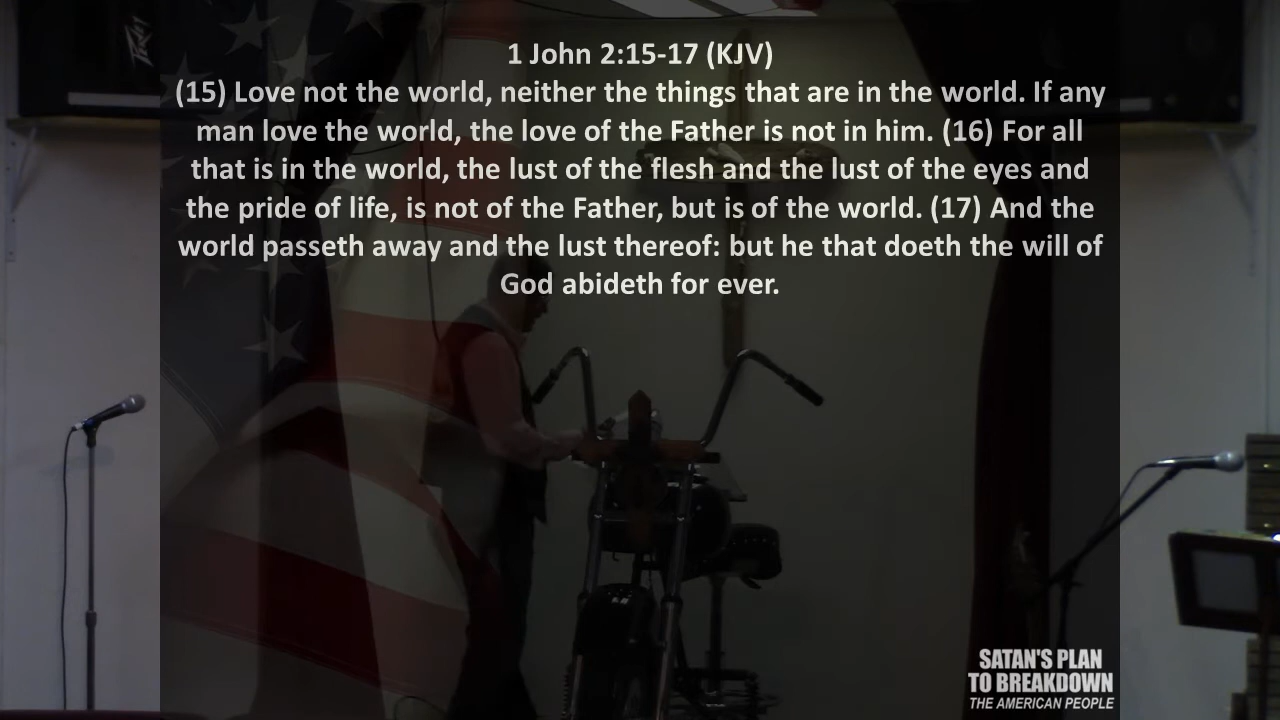 PEAVEY
1 John 2:15-17 (KJV)
(15) Love not the world, neither the things that are in the world. If any
man love the world, the love of the Father is not in him. (16) For all
that is in the world, the lust of the flesh and the lust of the eyes and
the pride of life, is not of the Father, but is of the world. (17) And the
world passeth away and the lust thereof: but he that doeth the will of
God abideth for ever.
SATAN'S PLAN
TO BREAKDOWN
THE AMERICAN PEOPLE